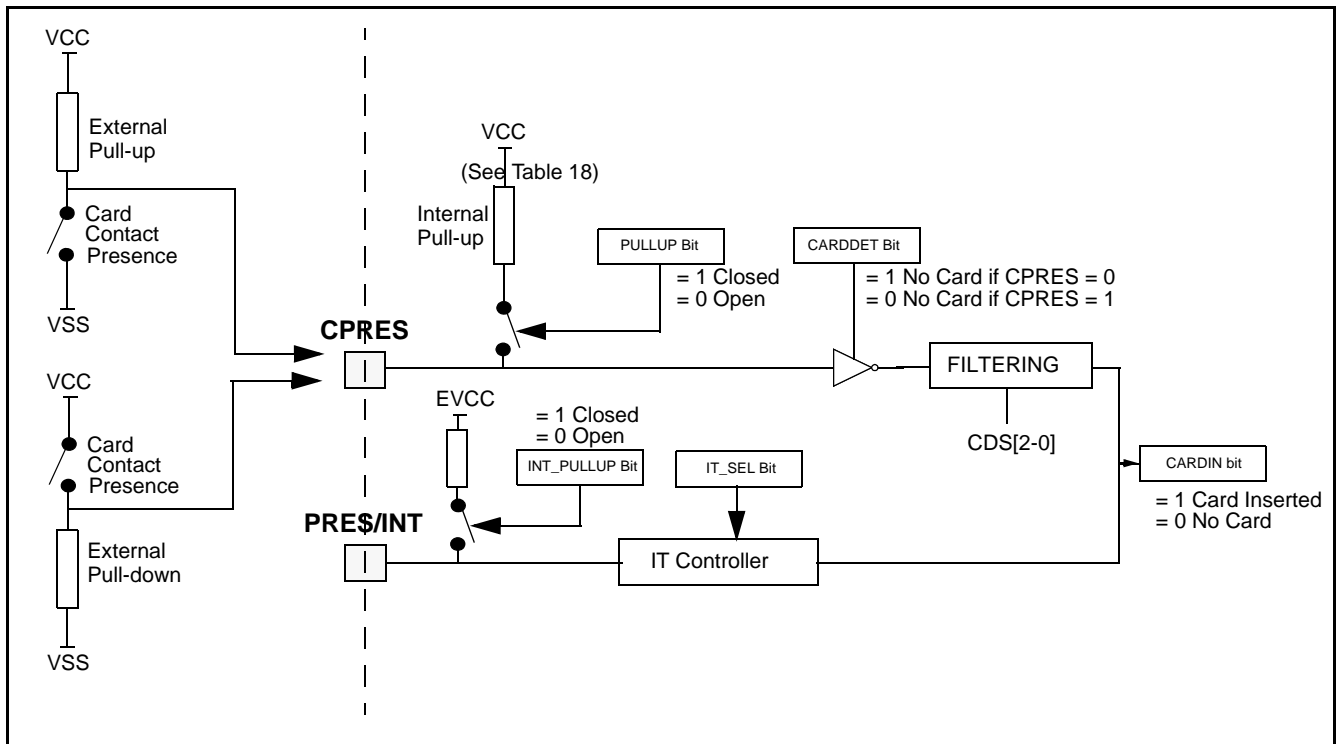 VCC
External
Pull-up
Card
Contact
Presence
VSS
VCC
Card
Contact
Presence
External
Pull-down
VSS
VCC
(See Table 18)
Internal
Pull-up
PULLUP Bit
= 1 Closed
= 0 Open
CARDDET Bit
= 1 No Card if CPRES = 0
= 0 No Card if CPRES = 1
CPRES
FILTERING
CDS[2-0]
EVCC
= 1 Closed
= 0 Open
INT_PULLUP Bit
IT_SEL Bit
CARDIN bit
= 1 Card Inserted
= 0 No Card
PRES/INT
IT Controller